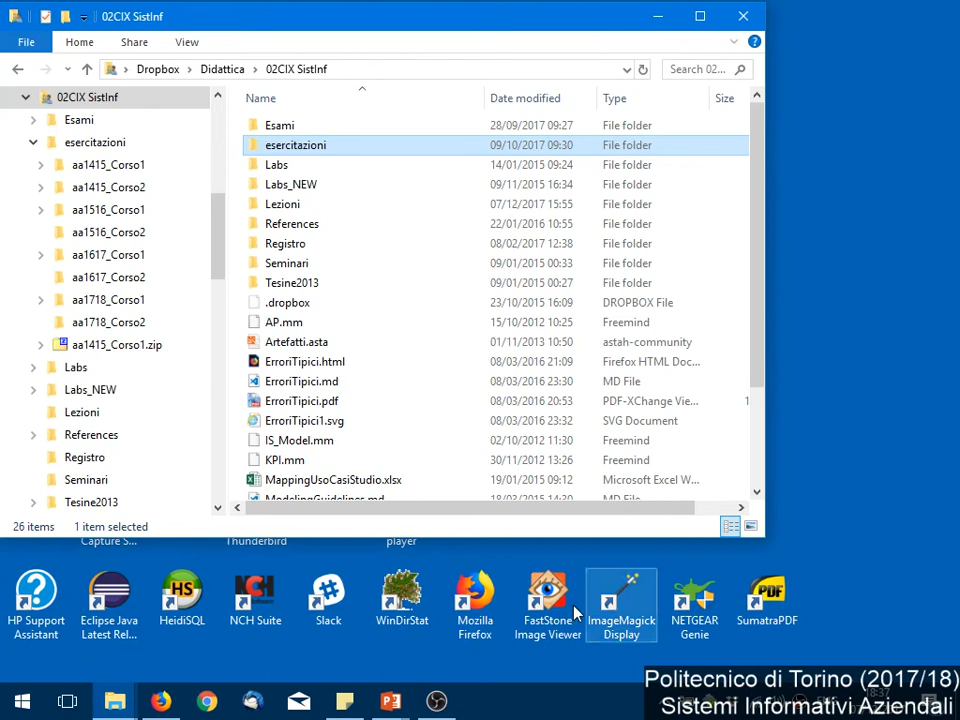 02CIX SistInf
File Home Share View
Dropbox Didattica 02CIX SistInf Search 02...
02CIX SistInf
Esami
esercitazioni
aa1415_Corso1
aa1415_Corso2
aa1516_Corso1
aa1516_Corso2
aa1617_Corso1
aa1617_Corso2
aa1718_Corso1
aa1718_Corso2
aa1415_Corso1.zip
Labs
Labs_NEW
Lezioni
References
Registro
Seminari
Tesine2013
Name Date modified Type Size
Esami 28/09/2017 09:27 File folder
esercitazioni 09/10/2017 09:30 File folder
Labs 14/01/2015 09:24 File folder
Labs_NEW 09/11/2015 16:34 File folder
Lezioni 07/12/2017 15:55 File folder
References 22/01/2016 10:55 File folder
Registro 08/02/2017 12:38 File folder
Seminari 09/01/2015 00:33 File folder
Tesine2013 09/01/2015 00:27 File folder
.dropbox 23/10/2015 16:09 DROPBOX File
AP.mm 15/10/2012 10:25 Freemind
Artefatti.asta 01/11/2013 10:50 astah-community
ErroriTipici.html 08/03/2016 21:09 Firefox HTML Doc...
ErroriTipici.md 08/03/2016 23:30 MD File
ErroriTipici.pdf 08/03/2016 20:53 PDF-XChange Vie... 1
ErroriTipici1.svg 08/03/2016 23:32 SVG Document
IS_Model.mm 02/10/2012 11:30 Freemind
KPI.mm 30/11/2012 13:26 Freemind
MappingUsoCasiStudio.xlsx 19/01/2015 09:12 Microsoft Excel W...
ModelingGuidelines.md 18/03/2015 14:30 MD File
26 items 1 item selected
Capture S... Thunderbird player
HP Support Assistant
Eclipse Java Latest Rel...
HeidiSQL
NCH Suite
Slack
WinDirStat
Mozilla Firefox
FastStone Image Viewer
ImageMagick Display
NETGEAR Genie
SumatraPDF
Politecnico di Torino (2017/18)
Sistemi Informativi Aziendali